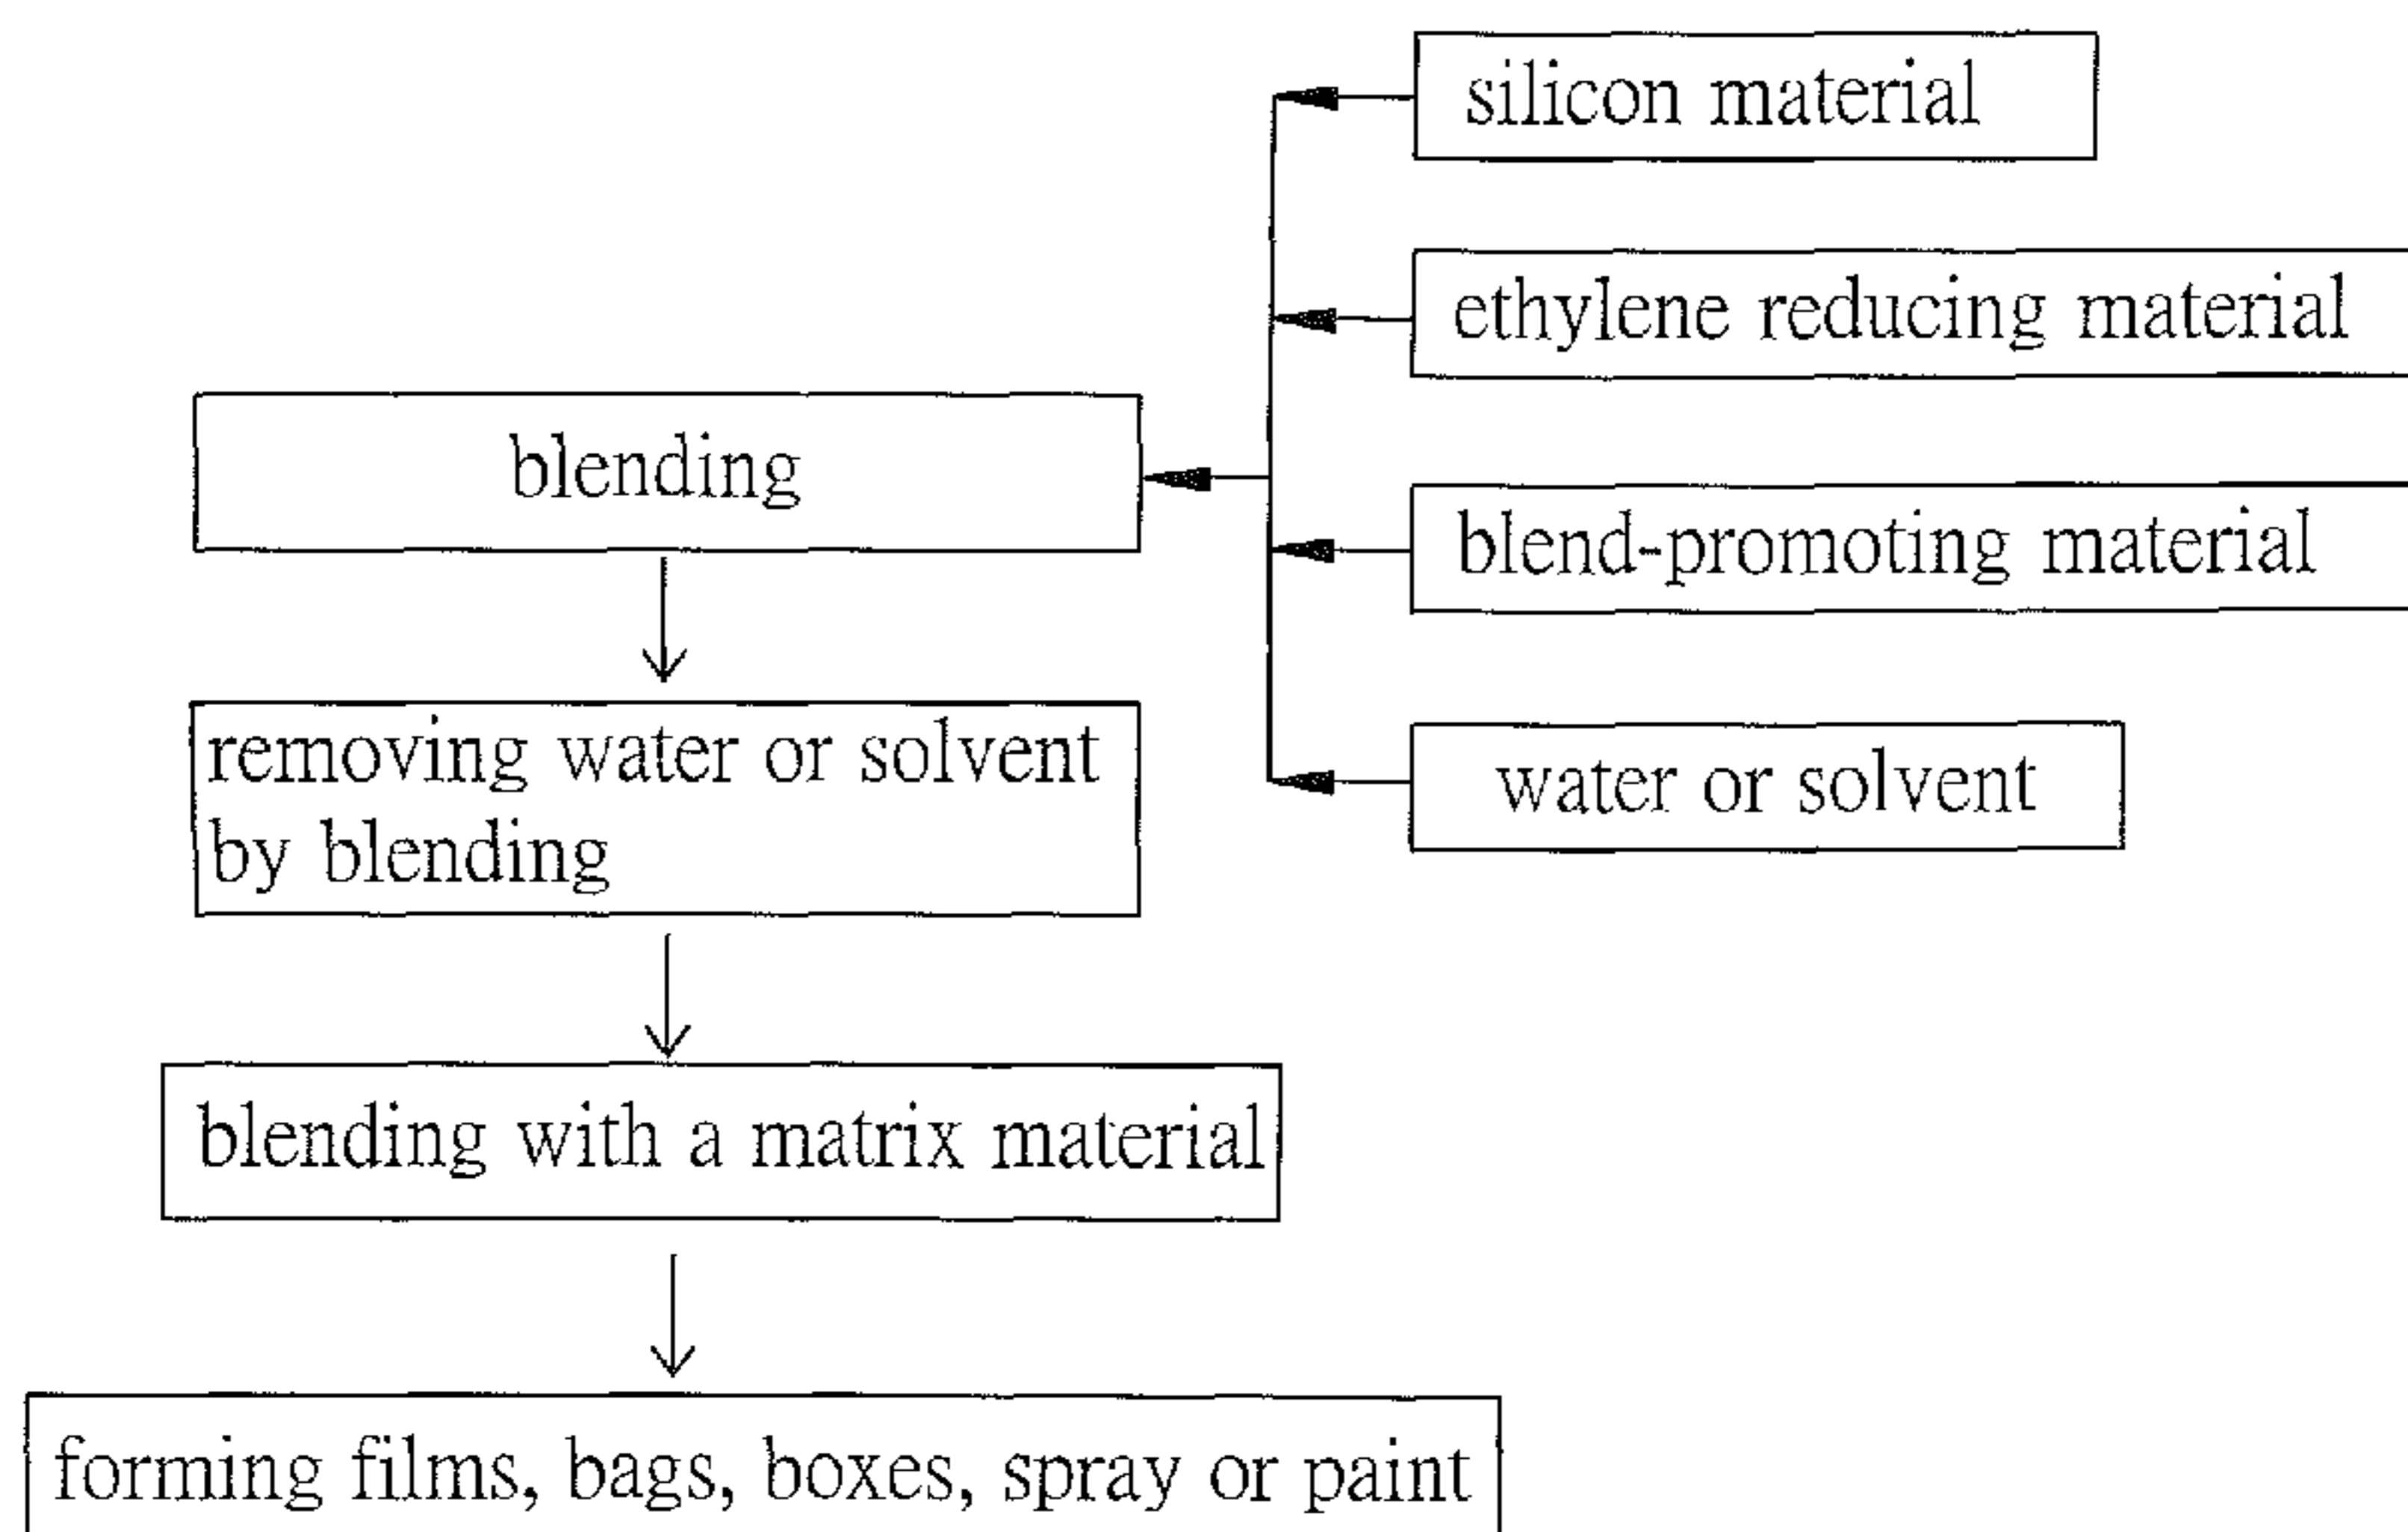 silicon material
ethylene reducing material
blending
blend-promoting material
removing water or solvent
by blending
water or solvent
blending with a matrix material
forming films, bags, boxes, spray or paint